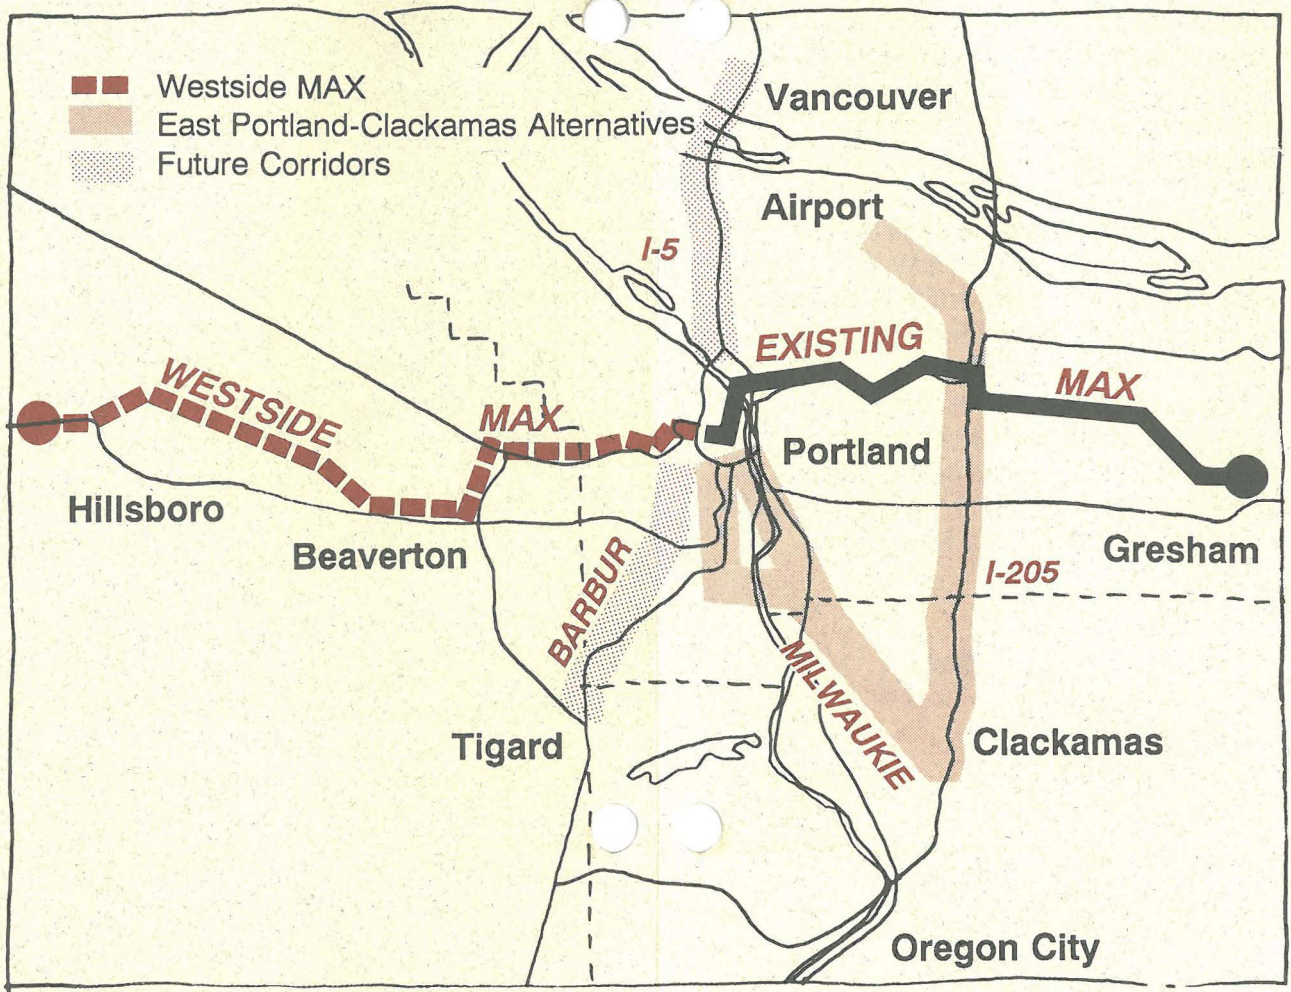 Westside MAX
East Portland-Clackamas Alternatives
Future Corridors
Vancouver
Airport
I-5
EXISTING
MAX
WESTSIDE
MAX
Portland
Hillsboro
Beaverton
Gresham
I-205
BARBUR
MILWAUKIE
Tigard
Clackamas
Oregon City